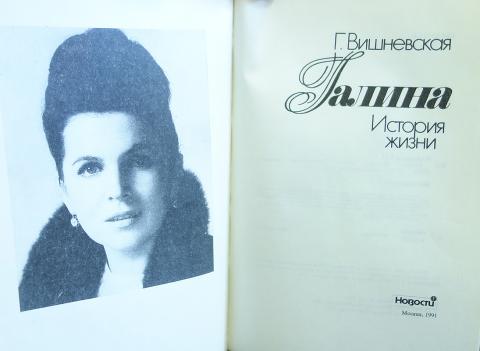 Г. Вишневская
Галина
История
жизни
Новости
Москва, 1991